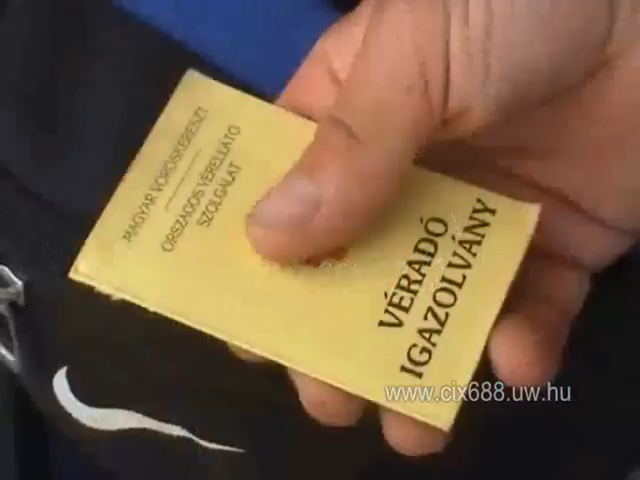 MAGYAR VÖRÖSKERESZT
ORSZÁGOS VÉRELLÁTÓ
SZOLGÁLAT
VÉRADÓ
IGAZOLVÁNY
www.cix688.uw.hu